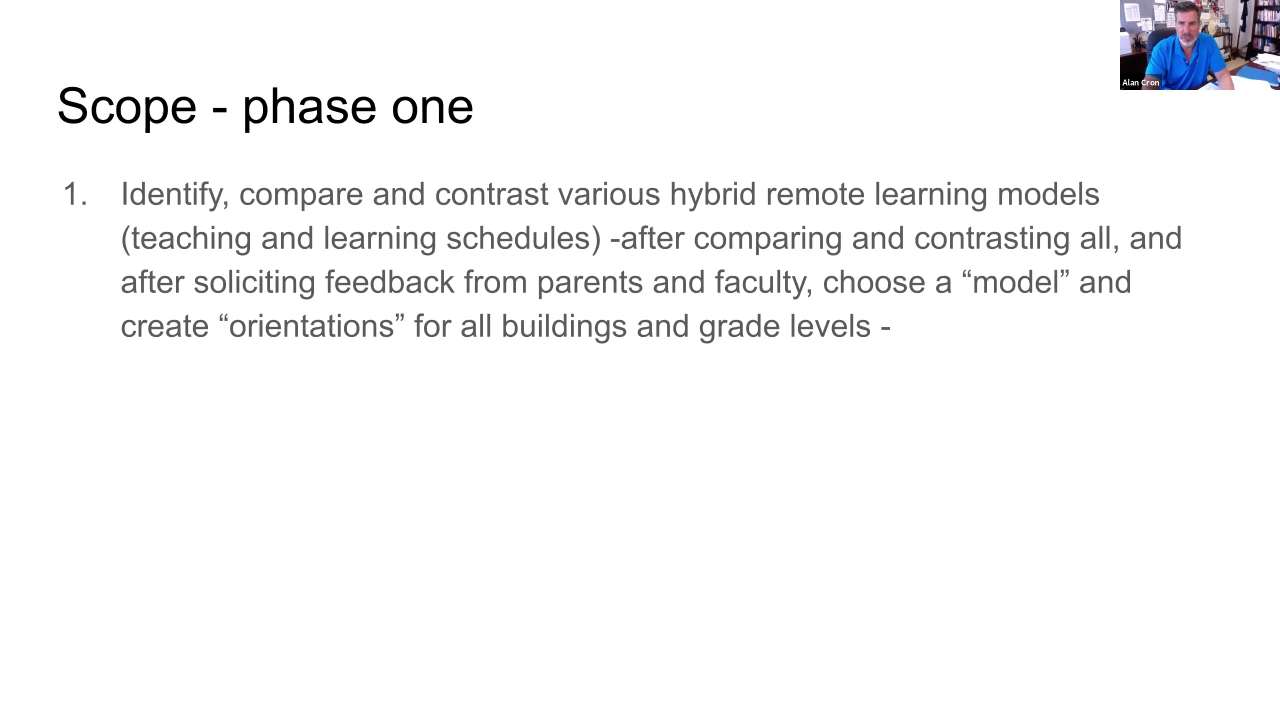 Alan Cron
Scope - phase one
1. Identify, compare and contrast various hybrid remote learning models
(teaching and learning schedules) -after comparing and contrasting all, and
after soliciting feedback from parents and faculty, choose a “model” and
create “orientations” for all buildings and grade levels -